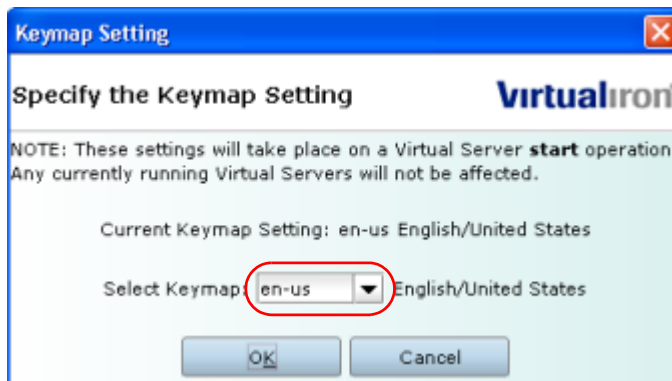 Keymap Setting
Specify the Keymap Setting
Virtualiron
NOTE: These settings will take place on a Virtual Server start operation
Any currently running Virtual Servers will not be affected.
Current Keymap Setting: en-us English/United States
Select Keymap: en-us English/United States
OK Cancel